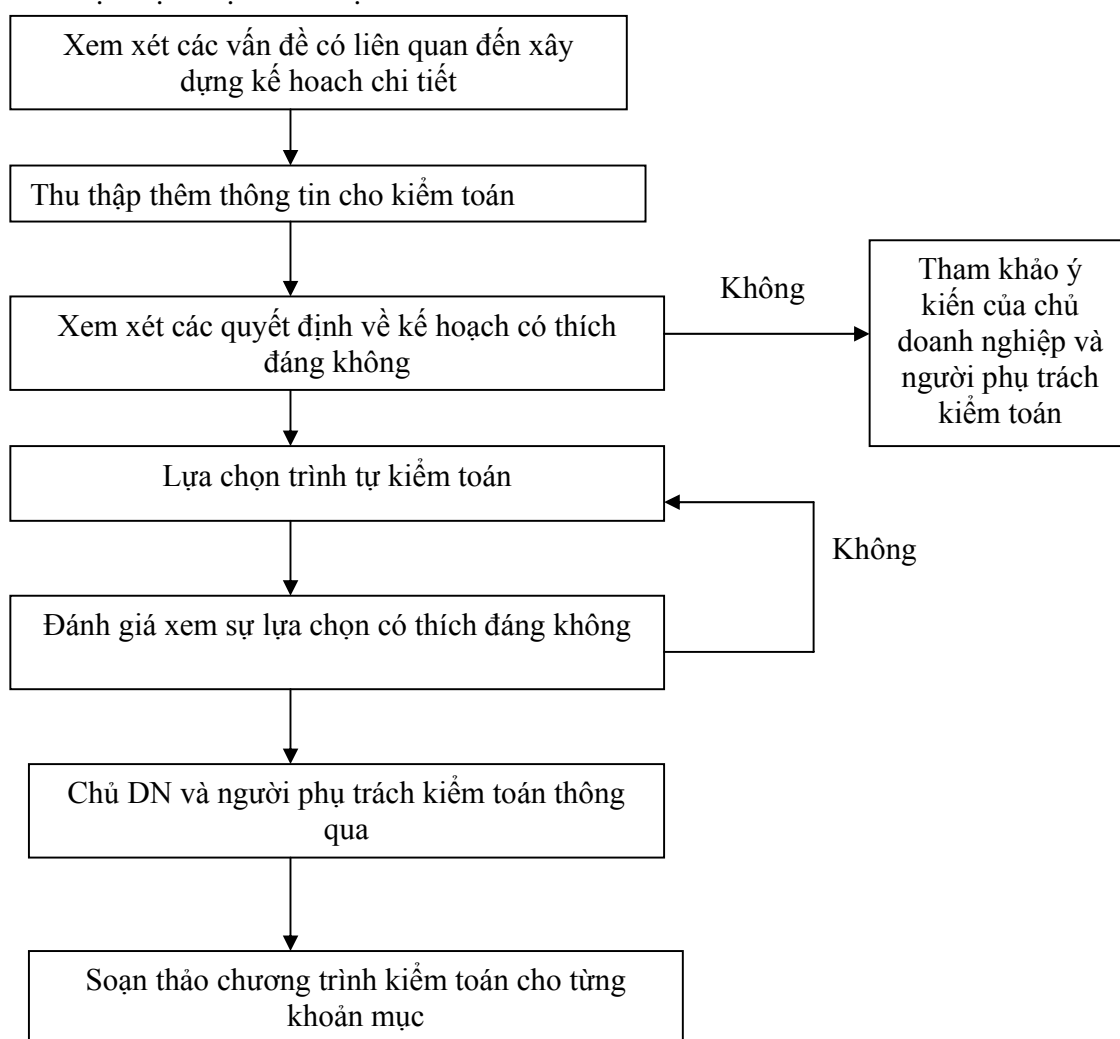 Xem xét các vấn đề có liên quan đến xây
dựng kế hoach chi tiết
Thu thập thêm thông tin cho kiểm toán
Xem xét các quyết định về kế hoạch có thích
đáng không
Không
Tham khảo ý
kiến của chủ
doanh nghiệp và
người phụ trách
kiểm toán
Lựa chọn trình tự kiểm toán
Không
Đánh giá xem sự lựa chọn có thích đáng không
Chủ DN và người phụ trách kiểm toán thông
qua
Soạn thảo chương trình kiểm toán cho từng
khoản mục